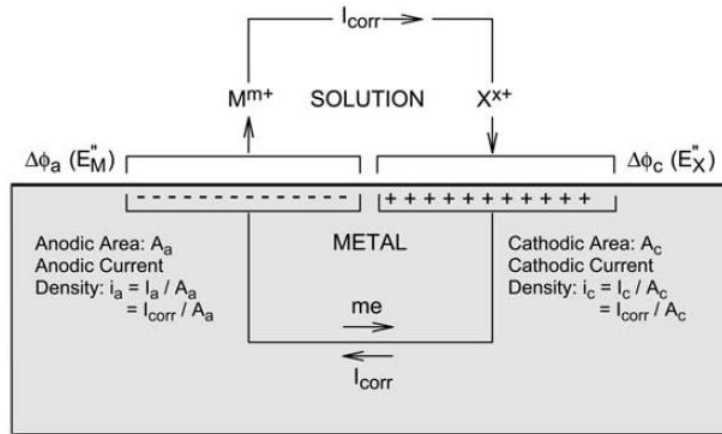 I_corr
M^m+ SOLUTION X^x+
Δϕ_a (E"_M) Δϕ_c (E"_X)
- - - - - - - - - - - - - - + + + + + + + + + + + +
METAL
Anodic Area: A_a
Anodic Current
Density: i_a = I_a / A_a
= I_corr / A_a
Cathodic Area: A_c
Cathodic Current
Density: i_c = I_c / A_c
= I_corr / A_c
me
I_corr